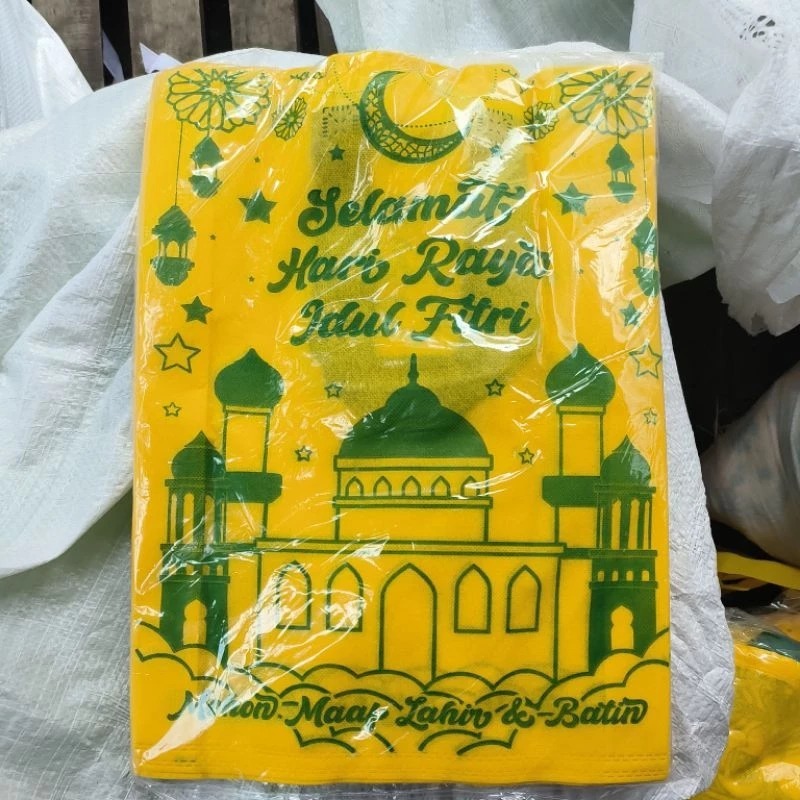 Selamat
Hari Raya
Idul Fitri
Mohon Maaf Lahir & Batin